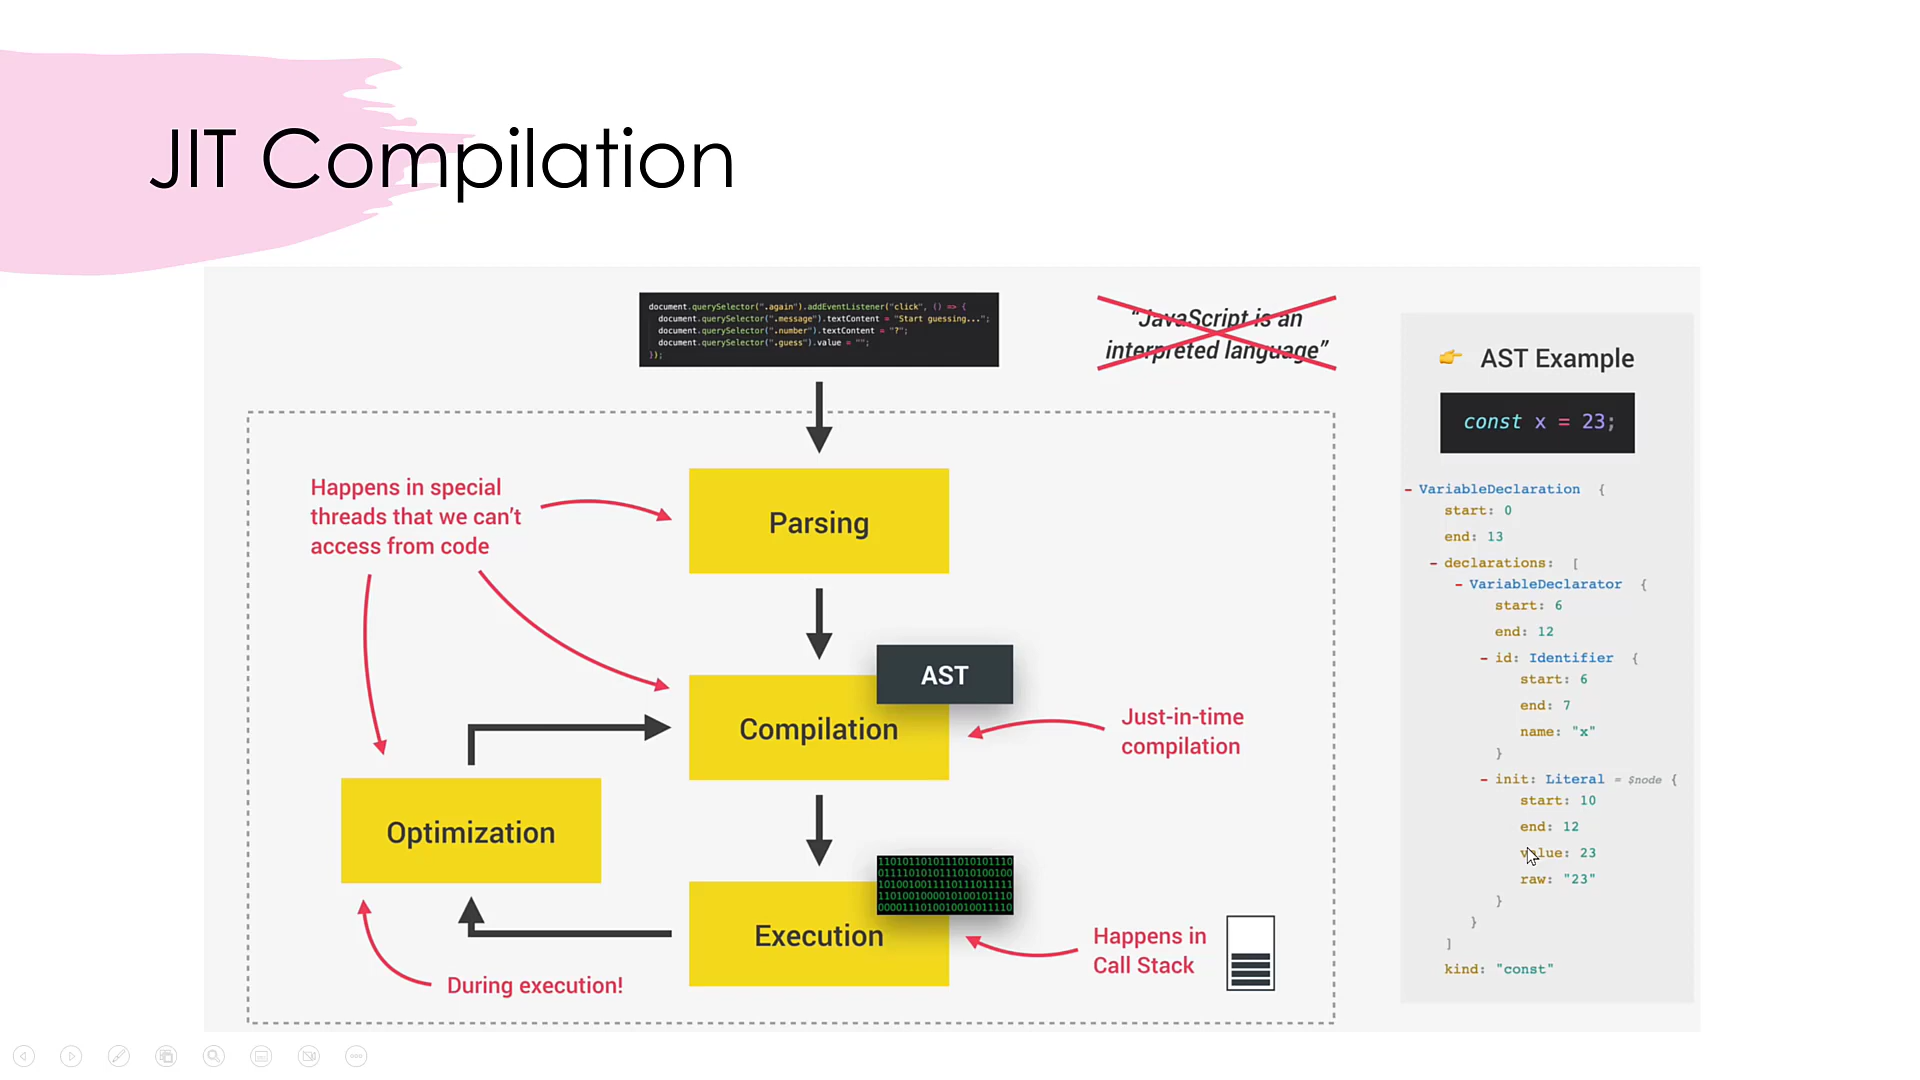 JIT Compilation
document.querySelector(".again").addEventListener("click", () => {
document.querySelector(".message").textContent = "Start guessing...";
document.querySelector(".number").textContent = "?";
document.querySelector(".guess").value = "";
});
“JavaScript is an
interpreted language”
Happens in special
threads that we can’t
access from code
Parsing
AST
Compilation
Just-in-time
compilation
Optimization
1101011010111010101110
01111010101110101001 00
Execution
Happens in
Call Stack
During execution!
AST Example
const x = 23;
- VariableDeclaration {
start: 0
end: 13
- declarations: [
- VariableDeclarator {
start: 6
end: 12
- id: Identifier {
start: 6
end: 7
name: "x"
}
- init: Literal = $node {
start: 10
end: 12
value: 23
raw: "23"
}
}
]
kind: "const"